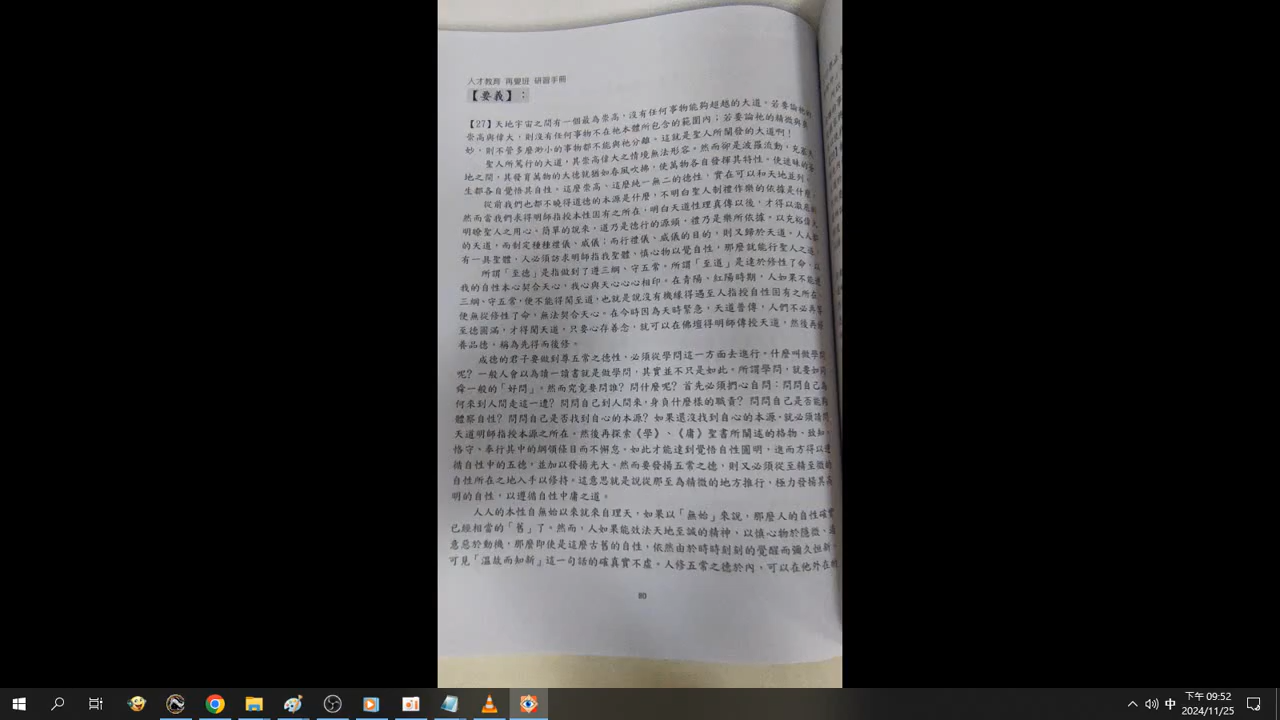 人才教育 再變班 研習手冊
【要義】：
【27】天地宇宙之間有一個最為崇高，沒有任何事物能夠超越的大道，若要論祂的
崇高與偉大，則沒有任何事物不在祂本體所包含的範圍內；若要論祂的精微與
妙，則不管多麼渺小的事物都不能與祂分離。這就是聖人所闡發的大道啊！
聖人所篤行的大道，其崇高偉大之情境無法形容。然而卻是波羅流動，充
地之間，其發育萬物的大德就猶如春風吹拂，使萬物各自發揮其特性，使迷昧的
生都各自覺悟其自性。這麼崇高、這麼純一無二的德性，實在可以和天地並列。
從前我們也都不曉得道德的本源是什麼，不明白聖人制禮作樂的依據是什麼，
然而當我們求得明師指授本性固有之所在，明白天道性理真傳以後，才得以
明瞭聖人之用心。簡單的說來，道乃是德行的源頭，禮乃是樂所依據。以充裕
的天道，而制定種種禮儀、威儀；而行禮儀、威儀的目的，則又歸於天道。人人
有一具聖體，人必須訪求明師指我聖體，慎心物以覺自性，那麼就能行聖人之道。
所謂「至德」是指做到了遵三綱、守五常。所謂「至道」是達於修性了命，以
我的自性本心契合天心，我心與天心心心相印。在青陽、紅陽時期，人如果不能遵
三綱、守五常，便不能得聞至道，也就是說沒有機緣得遇至人指授自性固有之所在，
便無從修性了命，無法契合天心。在今時因為天時緊急，天道普傳，人們不必再等
至德圓滿，才得聞天道，只要心存善念，就可以在佛壇得明師傳授天道，然後再修
養品德，稱為先得而後修。
成德的君子要做到尊五常之德性，必須從學問這一方面去進行。什麼叫做學問
呢？一般人會以為讀一讀書就是做學問，其實並不只是如此。所謂學問，就要如同
舜一般的「好問」。然而究竟要問誰？問什麼呢？首先必須捫心自問：問問自己為
何來到人間走這一遭？問問自己到人間來，身負什麼樣的職責？問問自己是否能夠
體察自性？問問自己是否找到自心的本源？如果還沒找到自心的本源，就必須請問
天道明師指授本源之所在，然後再探索《學》、《庸》聖書所闡述的格物、致知，
恪守、奉行其中的綱領條目而不懈怠。如此才能達到覺悟自性圓明，進而方得以遵
循自性中的五德，並加以發揚光大。然而要發揚五常之德，則又必須從至精至微的
自性所在之地入手以修持。這意思就是說從那至為精微的地方推行，極力發揚其高
明的自性，以遵循自性中庸之道。
人人的本性自無始以來就來自理天，如果以「無始」來說，那麼人的自性確實
已經相當的「舊」了。然而，人如果能效法天地至誠的精神，以慎心物於隱微、遏
意惡於動機，那麼即使是這麼古舊的自性，依然由於時時刻刻的覺醒而彌久恒新。
可見「溫故而知新」這一句話的確真實不虛。人修五常之德於內，可以在他外在
80
下午 09:52
中
2024/11/25